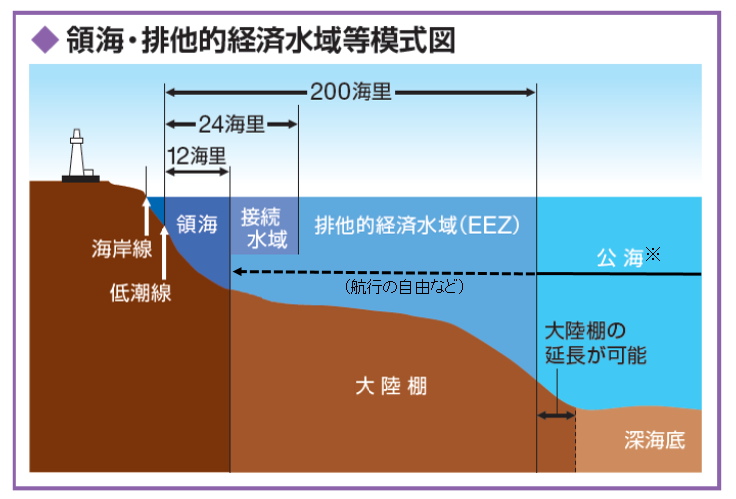 ◆ 領海・排他的経済水域等模式図
200海里
24海里
12海里
領海
接続
水域
排他的経済水域(EEZ)
公海※
海岸線
低潮線
(航行の自由など)
大陸棚の
延長が可能
大陸棚
深海底